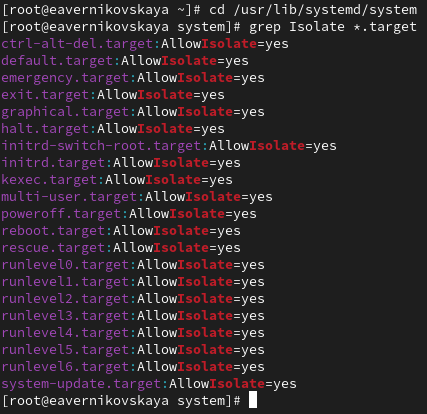 [root@eavernikovskaya ~]# cd /usr/lib/systemd/system
[root@eavernikovskaya system]# grep Isolate *.target
ctrl-alt-del.target:AllowIsolate=yes
default.target:AllowIsolate=yes
emergency.target:AllowIsolate=yes
exit.target:AllowIsolate=yes
graphical.target:AllowIsolate=yes
halt.target:AllowIsolate=yes
initrd-switch-root.target:AllowIsolate=yes
initrd.target:AllowIsolate=yes
kexec.target:AllowIsolate=yes
multi-user.target:AllowIsolate=yes
poweroff.target:AllowIsolate=yes
reboot.target:AllowIsolate=yes
rescue.target:AllowIsolate=yes
runlevel0.target:AllowIsolate=yes
runlevel1.target:AllowIsolate=yes
runlevel2.target:AllowIsolate=yes
runlevel3.target:AllowIsolate=yes
runlevel4.target:AllowIsolate=yes
runlevel5.target:AllowIsolate=yes
runlevel6.target:AllowIsolate=yes
system-update.target:AllowIsolate=yes
[root@eavernikovskaya system]#